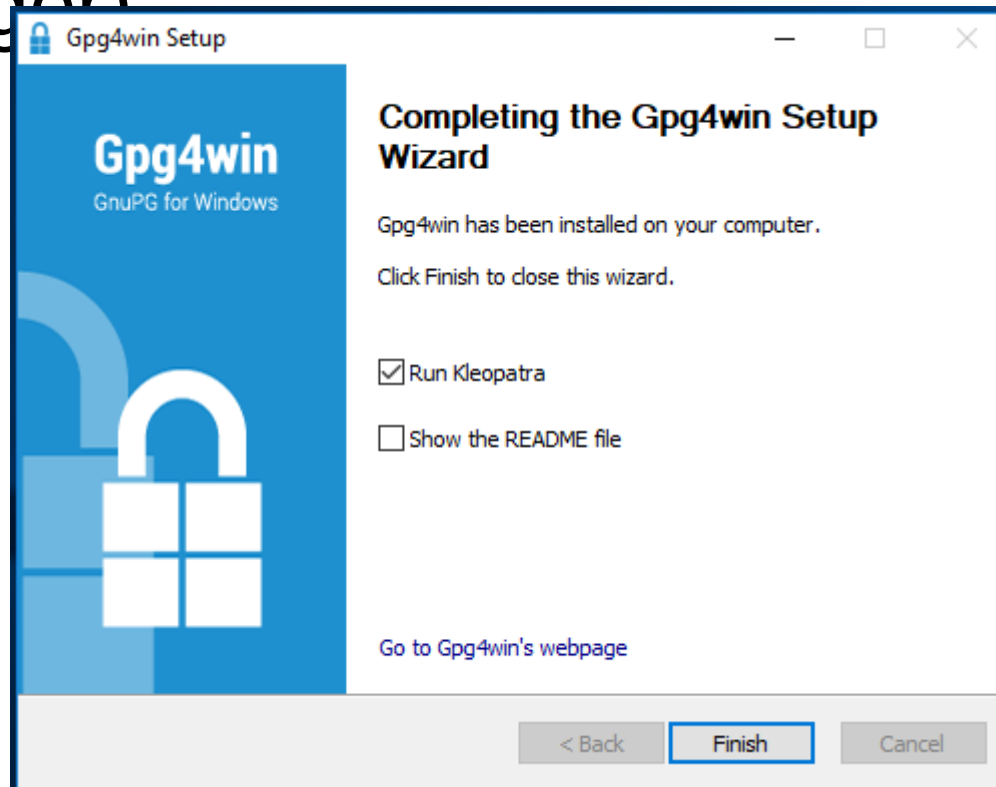 Gpg4win Setup
Gpg4win
GnuPG for Windows
Completing the Gpg4win Setup
Wizard
Gpg4win has been installed on your computer.
Click Finish to close this wizard.
Run Kleopatra
Show the README file
Go to Gpg4win's webpage
< Back
Finish
Cancel